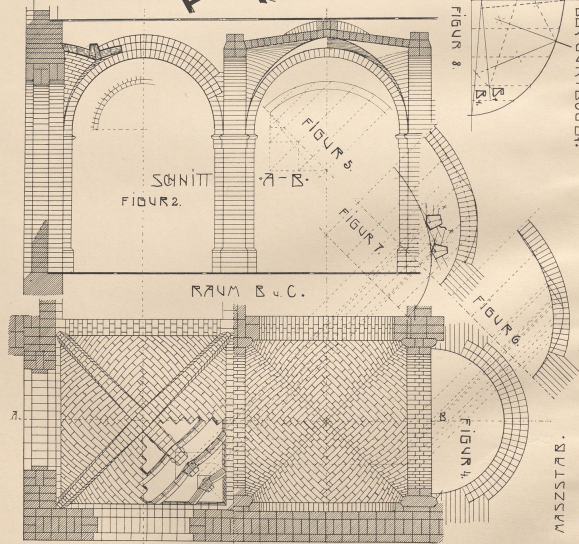 FIGUR 8.
B.
FIGUR 5.
SCHNITT ·A-B·
FIGUR 2.
FIGUR 7.
RAUM B u. C.
FIGUR 6.
A
B
FIGUR 4.
MASZSTAB.